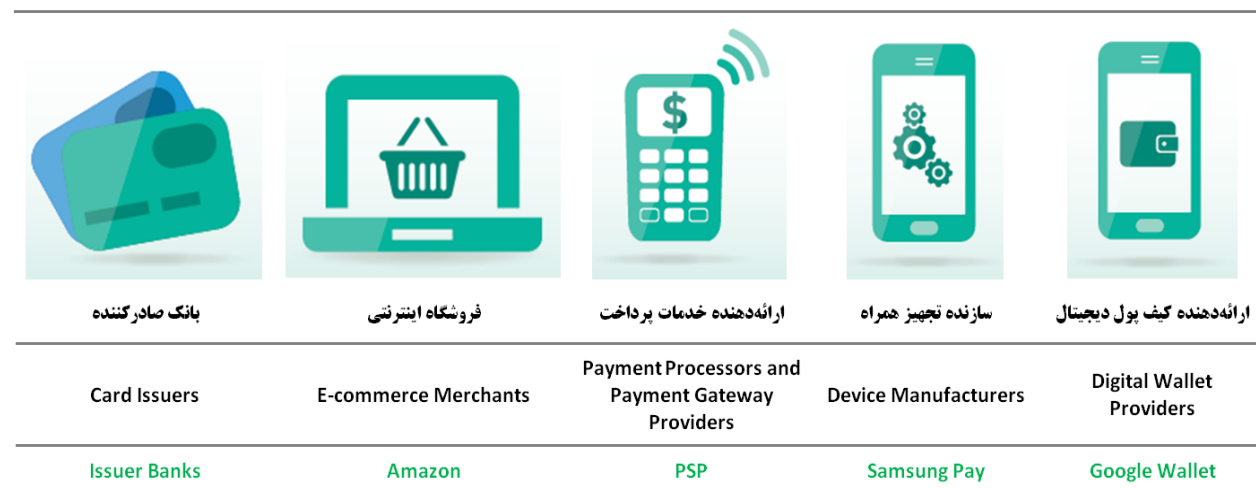 $
بانک صادرکننده
فروشگاه اینترنتی
ارائه‌دهنده خدمات پرداخت
سازنده تجهیز همراه
ارائه‌دهنده کیف پول دیجیتال
Card Issuers
E-commerce Merchants
Payment Processors and
Payment Gateway
Providers
Device Manufacturers
Digital Wallet
Providers
Issuer Banks
Amazon
PSP
Samsung Pay
Google Wallet